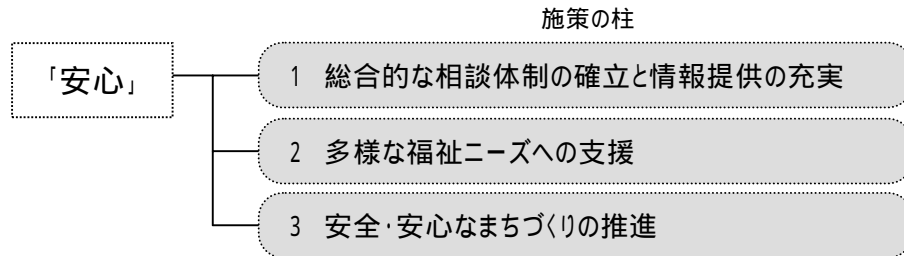 施策の柱
「安心」
1 総合的な相談体制の確立と情報提供の充実
2 多様な福祉ニーズへの支援
3 安全・安心なまちづくりの推進